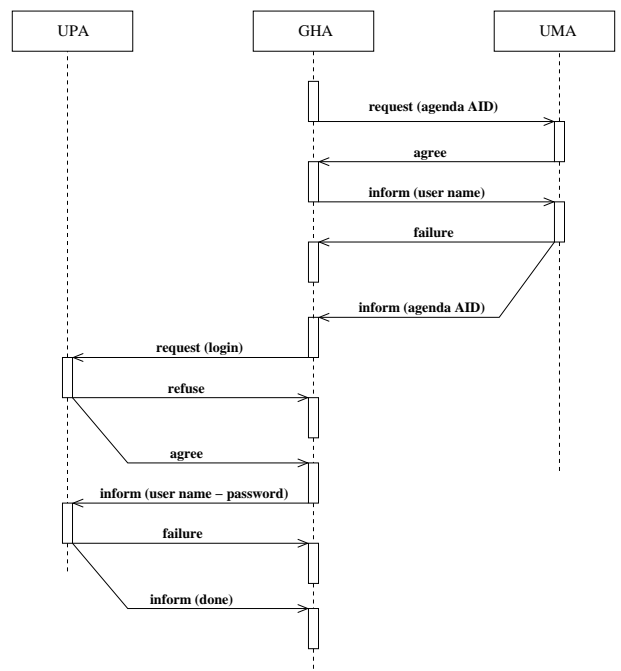 UPA
GHA
UMA
request (agenda AID)
agree
inform (user name)
failure
inform (agenda AID)
request (login)
refuse
agree
inform (user name – password)
failure
inform (done)